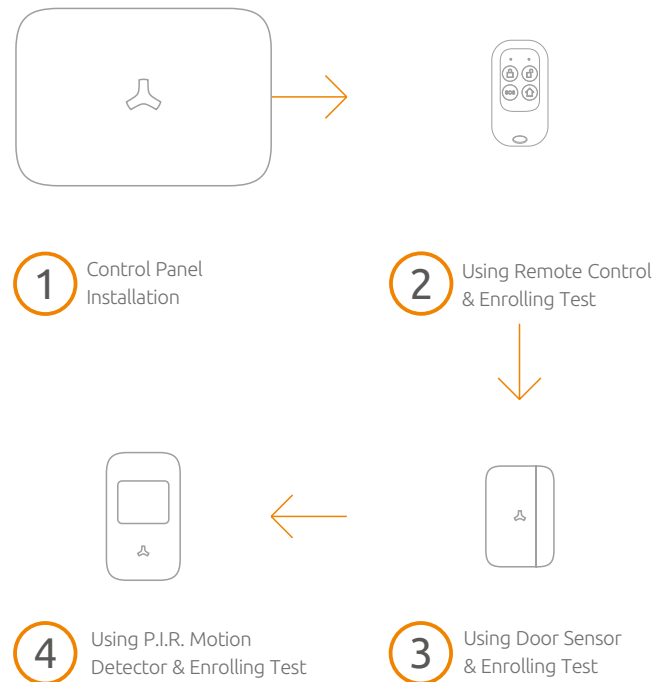 SOS
1
Control Panel
Installation
2
Using Remote Control
& Enrolling Test
3
Using Door Sensor
& Enrolling Test
4
Using P.I.R. Motion
Detector & Enrolling Test